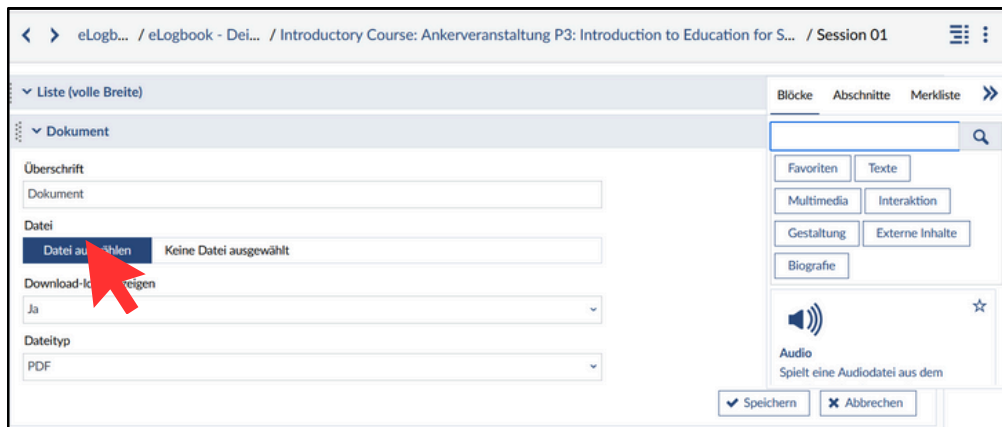 eLogb... / eLogbook - Dei... / Introductory Course: Ankerveranstaltung P3: Introduction to Education for S... / Session 01
Liste (volle Breite)
Dokument
Überschrift
Dokument
Datei
Datei Keine Datei ausgewählt
Ja
Dateityp
PDF
Blöcke Abschnitte Merkliste
Favoriten Texte
Multimedia Interaktion
Gestaltung Externe Inhalte
Biografie
Audio
Spielt eine Audiodatei aus dem
Speichern Abbrechen